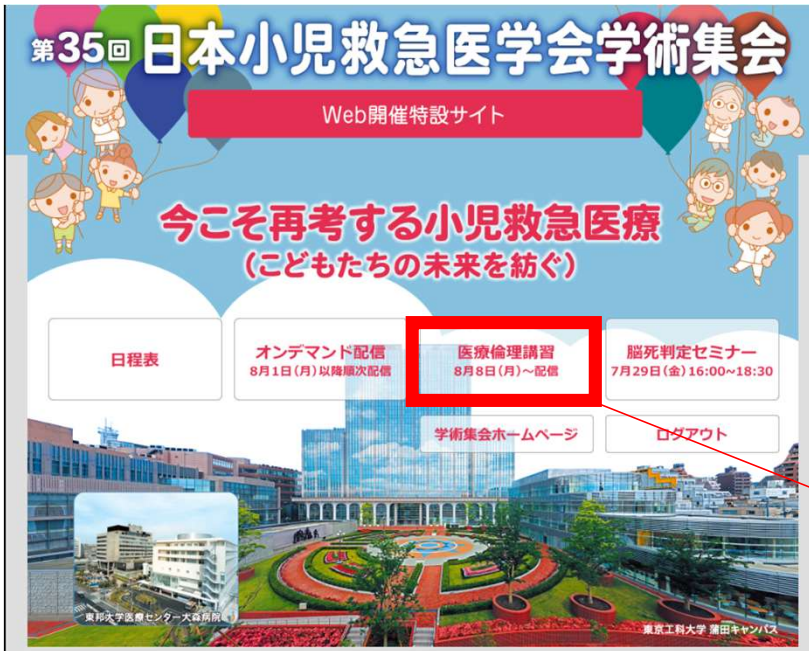 第35回 日本小児救急医学会学術集会
Web開催特設サイト
今こそ再考する小児救急医療
(こどもたちの未来を紡ぐ)
日程表
オンデマンド配信
8月1日(月)以降順次配信
医療倫理講習
8月8日(月)～配信
脳死判定セミナー
7月29日(金)16:00~18:30
学術集会ホームページ
ログアウト
東邦大学医療センター大森病院
東京工科大学 蒲田キャンパス